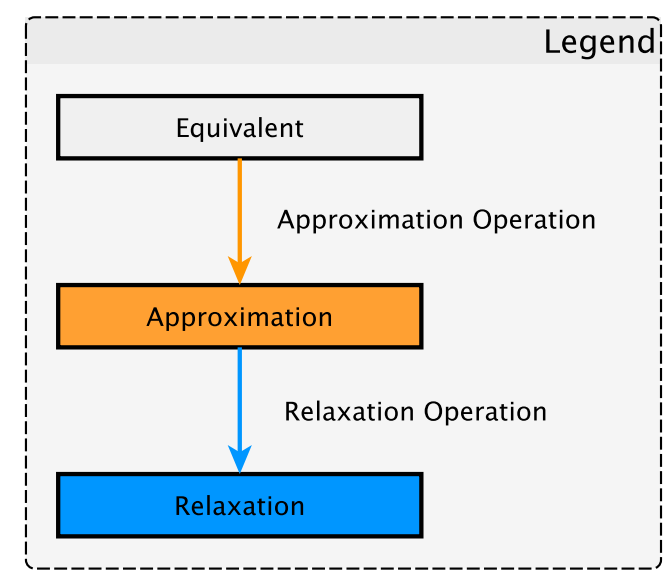 Legend
Equivalent
Approximation Operation
Approximation
Relaxation Operation
Relaxation